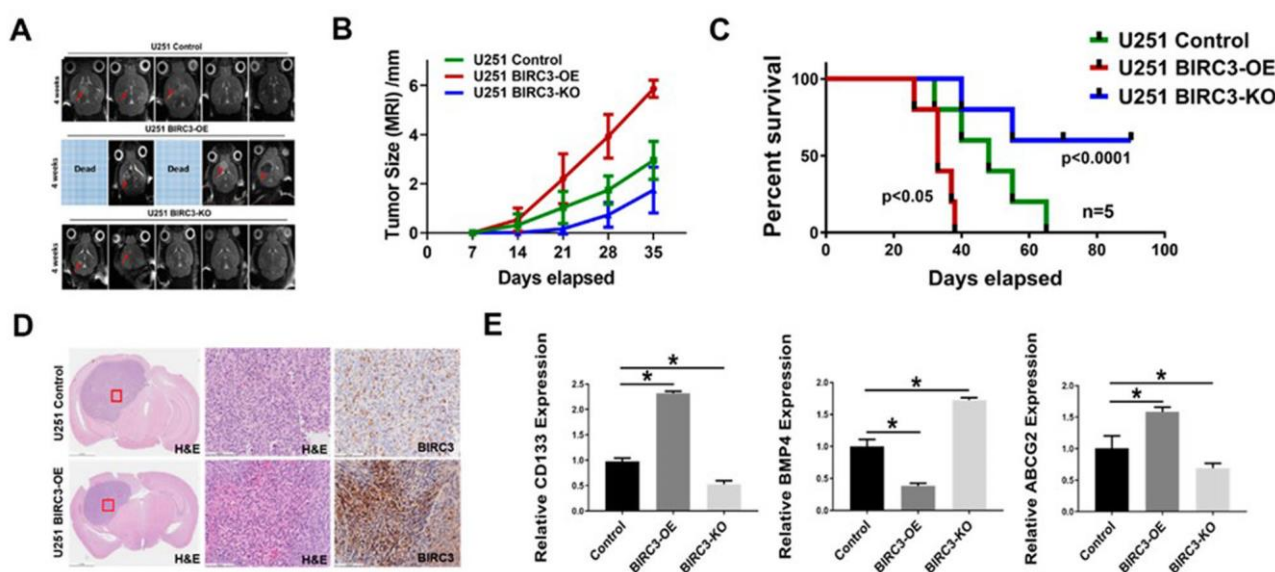 A
U251 Control
4 weeks
U251 BIRC3-OE
4 weeks
Dead
Dead
U251 BIRC3-KO
4 weeks
B
U251 Control
U251 BIRC3-OE
U251 BIRC3-KO
Tumor Size (MRI) /mm
6
4
2
0
0 7 14 21 28 35
Days elapsed
C
U251 Control
U251 BIRC3-OE
U251 BIRC3-KO
Percent survival
100
50
0
p<0.0001
p<0.05
n=5
0 20 40 60 80 100
Days elapsed
D
U251 Control
H&E
H&E
BIRC3
U251 BIRC3-OE
H&E
H&E
BIRC3
E
Relative CD133 Expression
2.5
2.0
1.5
1.0
0.5
0.0
*
*
Control
BIRC3-OE
BIRC3-KO
Relative BMP4 Expression
2.0
1.5
1.0
0.5
0.0
*
*
Control
BIRC3-OE
BIRC3-KO
Relative ABCG2 Expression
2.0
1.5
1.0
0.5
0.0
*
*
Control
BIRC3-OE
BIRC3-KO